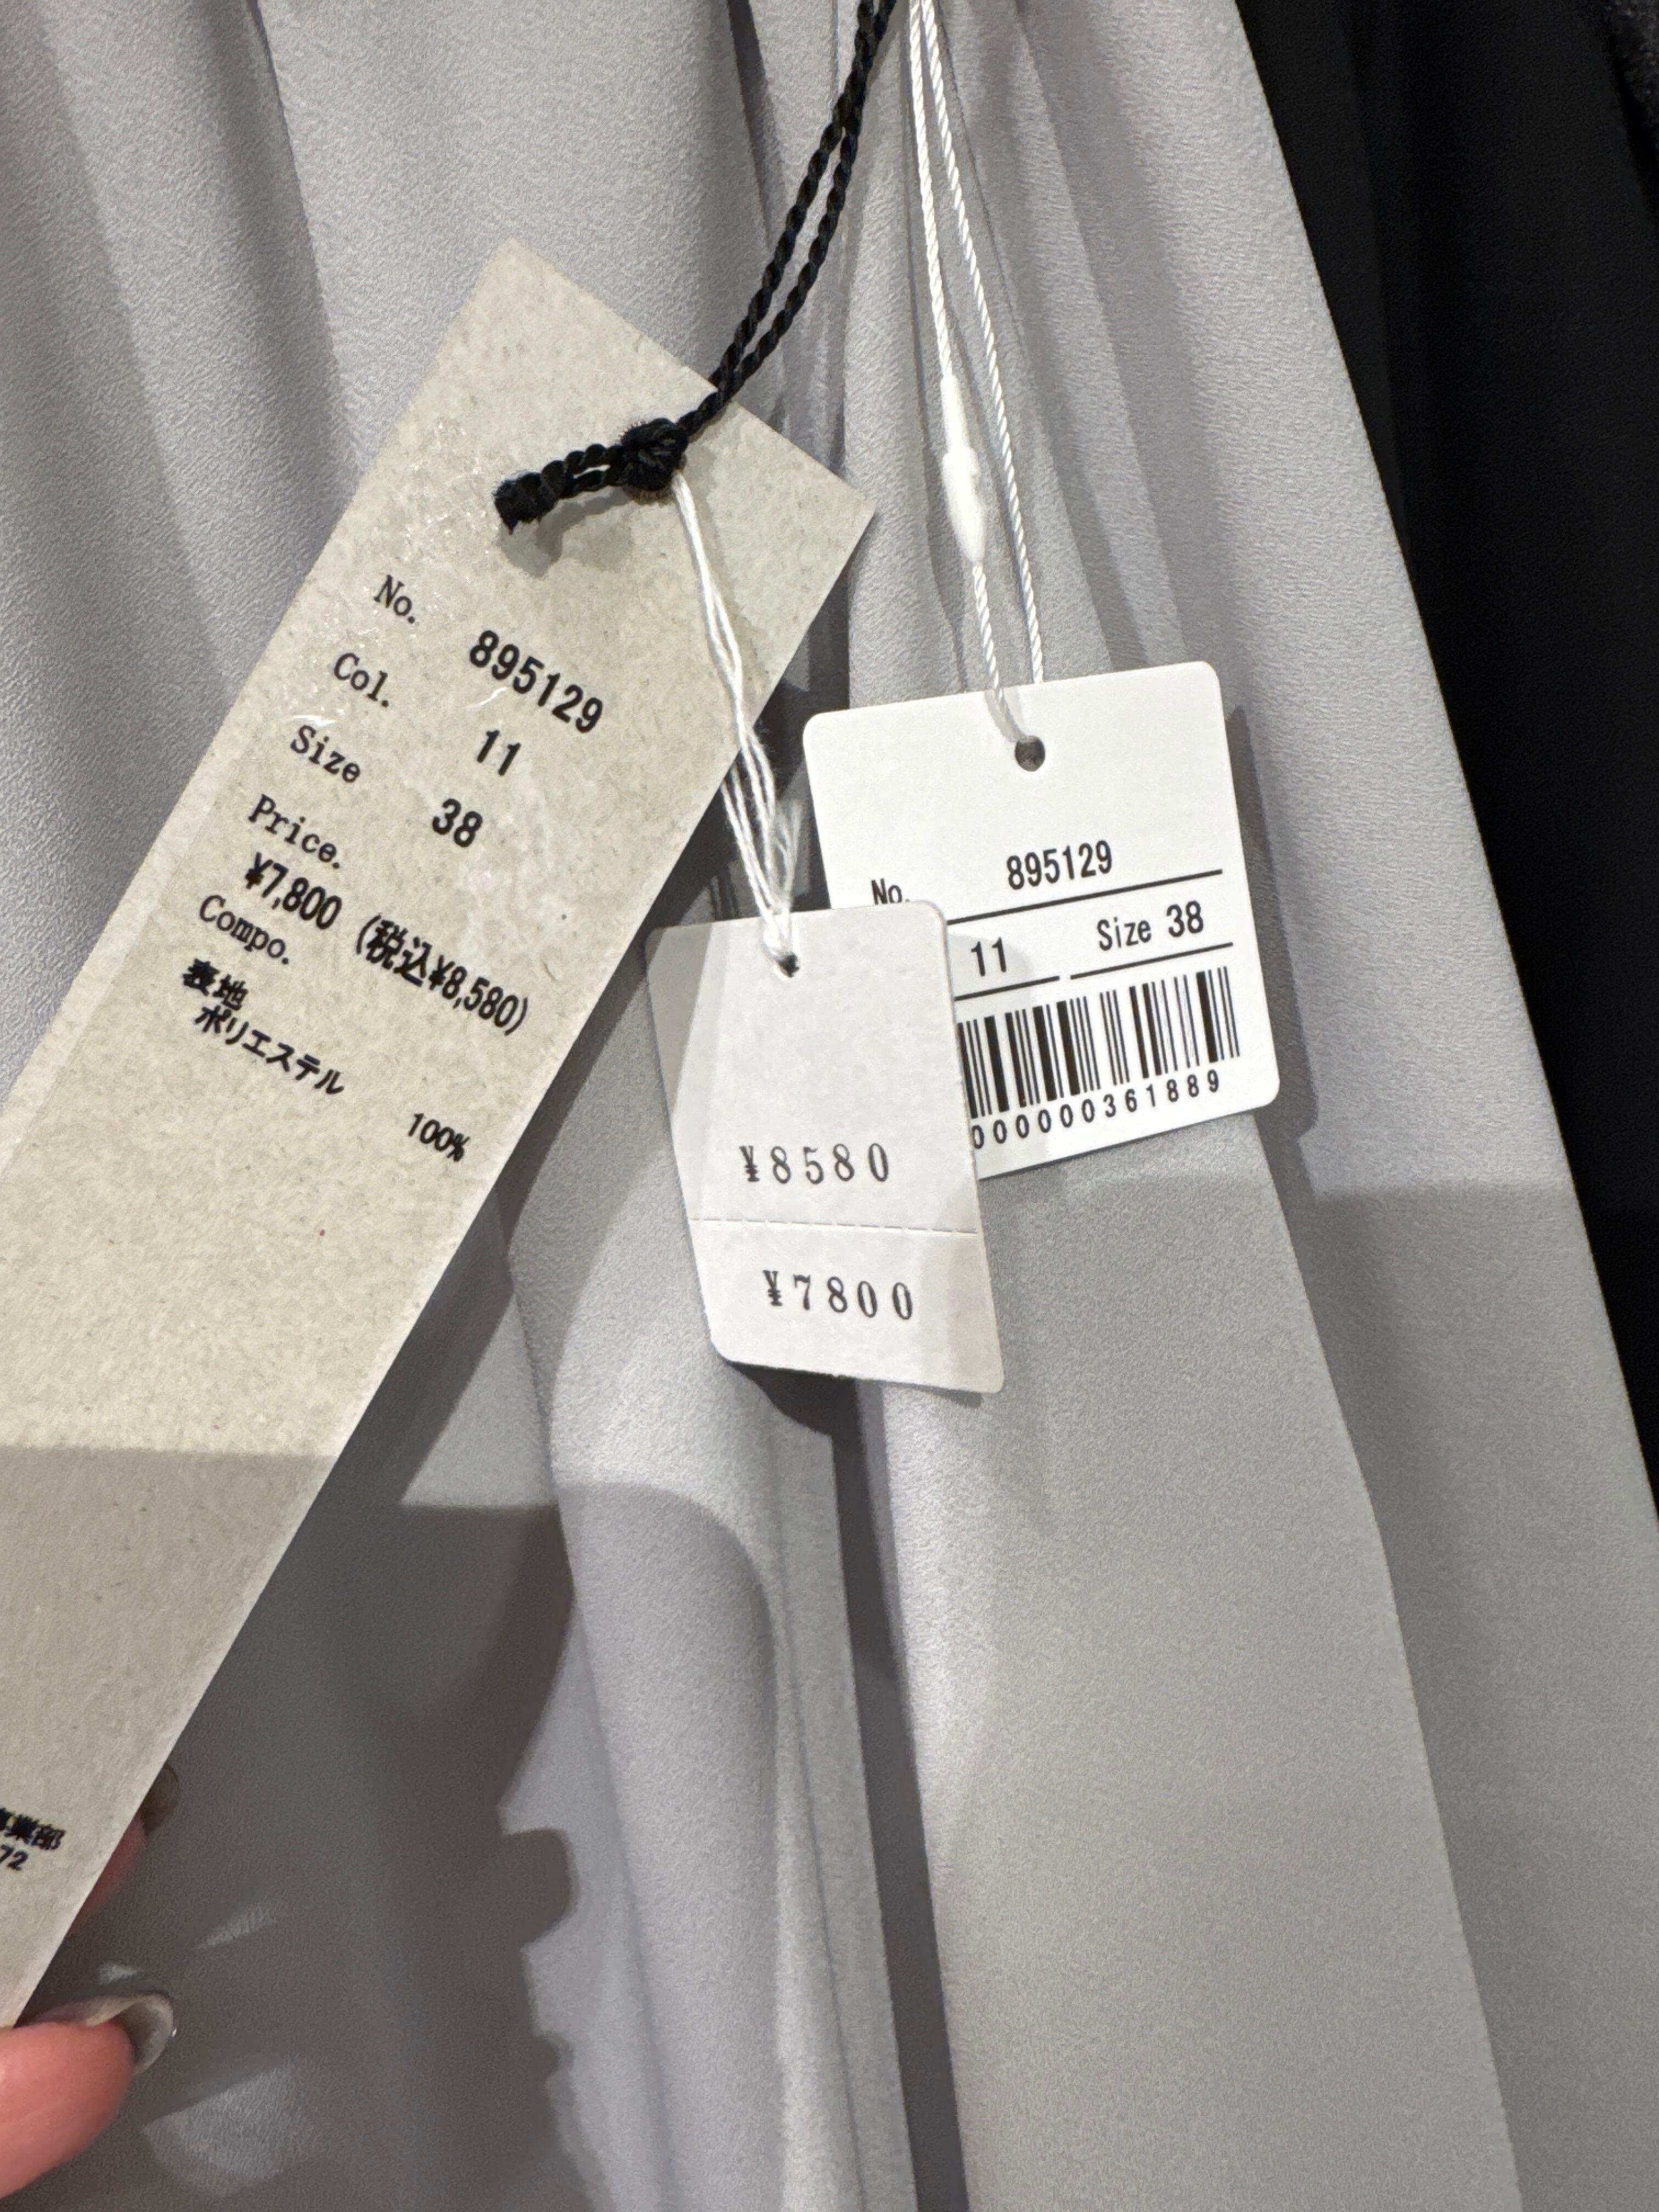 No. 895129
Col. 11
Size 38
Price.
¥7,800 (税込¥8,580)
Compo.
表地
ポリエステル
100%
事業部
72
¥8580
¥7800
No. 895129
11 Size 38
000000361889